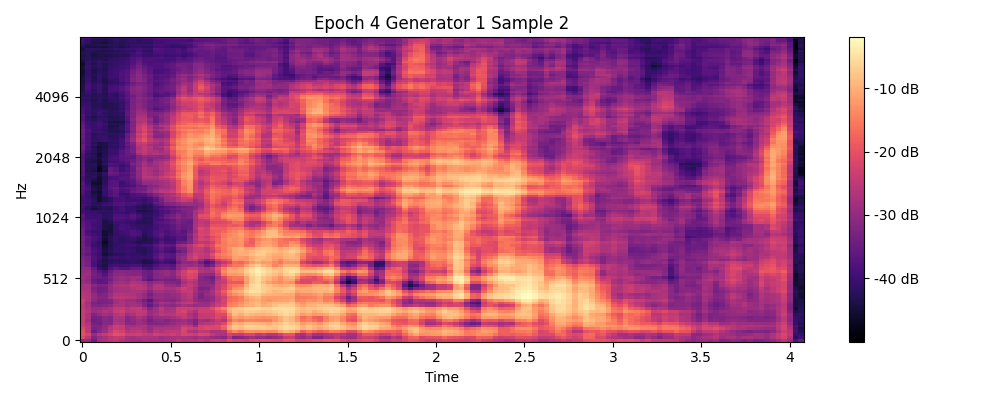 Epoch 4 Generator 1 Sample 2
Hz
4096
2048
1024
512
0
0 0.5 1 1.5 2 2.5 3 3.5 4
Time
-10 dB
-20 dB
-30 dB
-40 dB